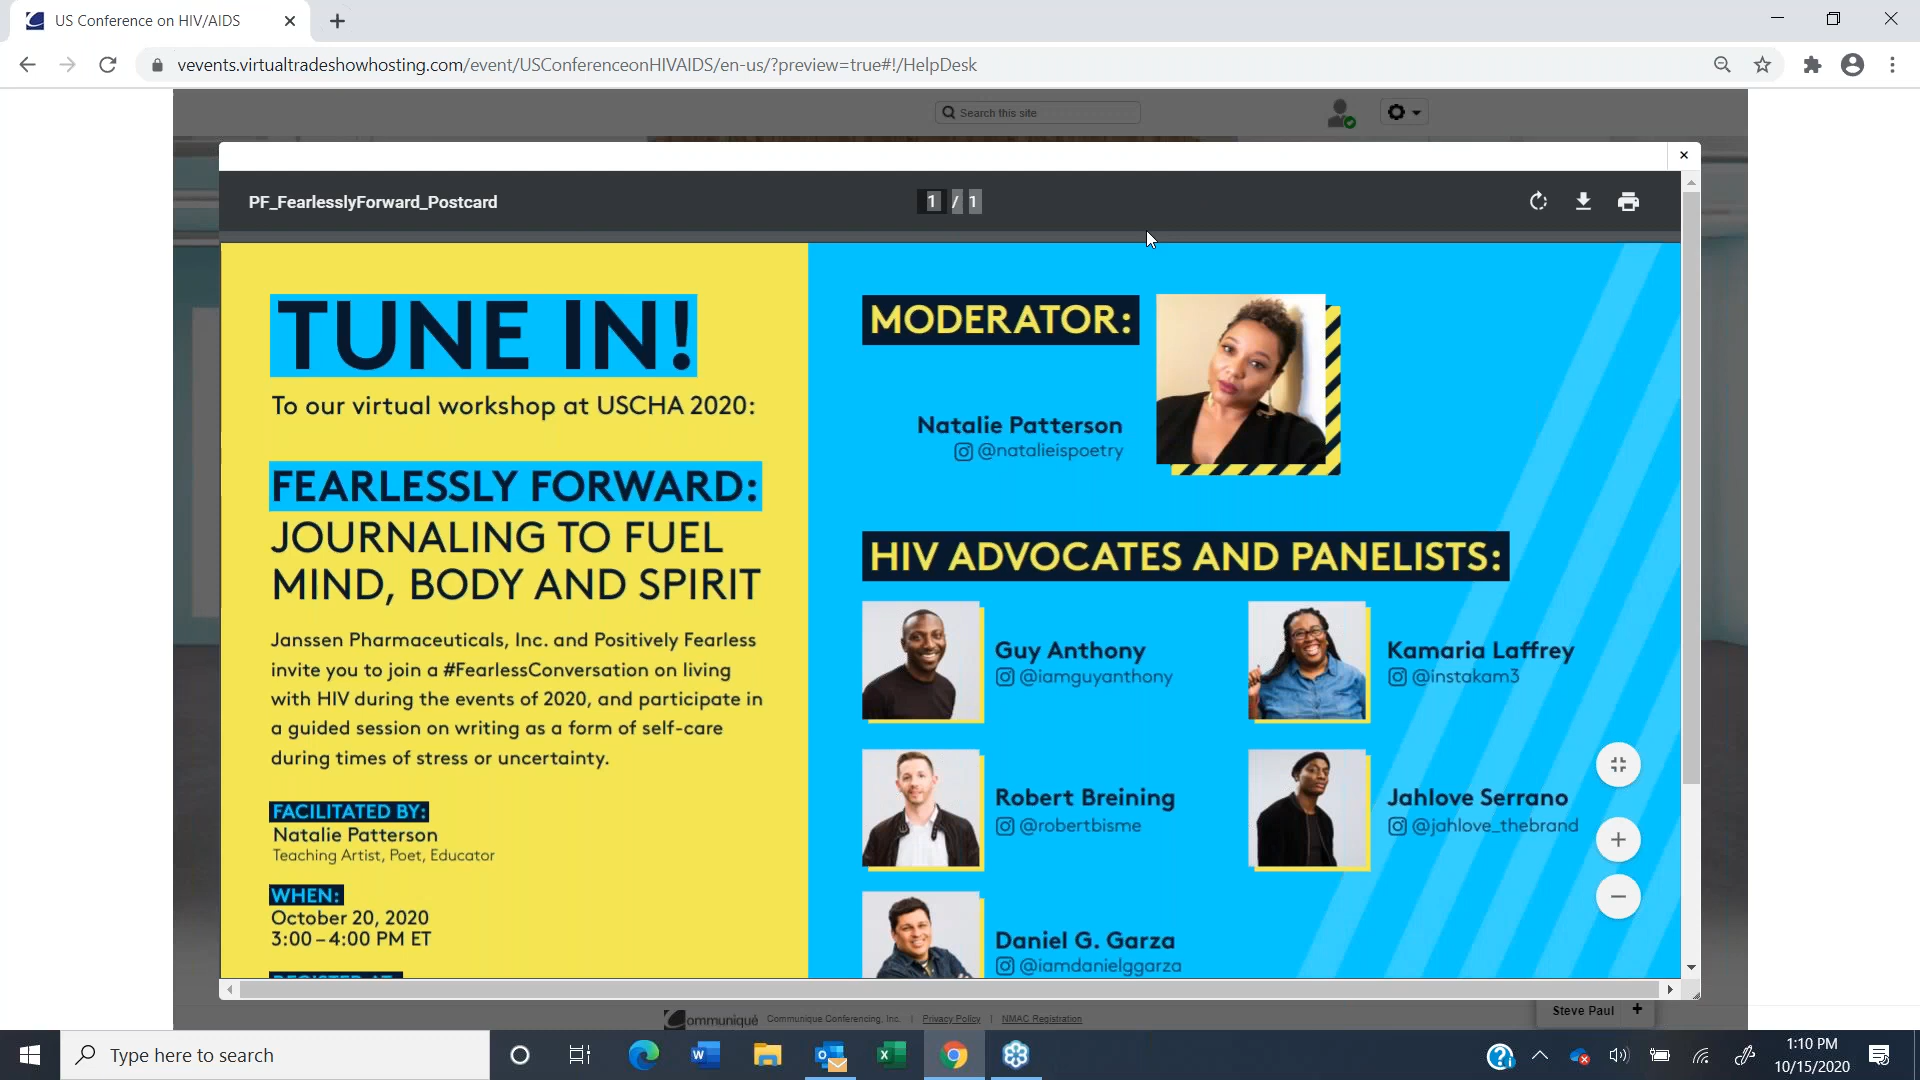 US Conference on HIV/AIDS
vevents.virtualtradeshowhosting.com/event/USConferenceonHIVAIDS/en-us/?preview=true#!/HelpDesk
Search this site
PF_FearlesslyForward_Postcard
1 / 1
TUNE IN!
To our virtual workshop at USCHA 2020:
FEARLESSLY FORWARD:
JOURNALING TO FUEL
MIND, BODY AND SPIRIT
Janssen Pharmaceuticals, Inc. and Positively Fearless
invite you to join a #FearlessConversation on living
with HIV during the events of 2020, and participate in
a guided session on writing as a form of self-care
during times of stress or uncertainty.
FACILITATED BY:
Natalie Patterson
Teaching Artist, Poet, Educator
WHEN:
October 20, 2020
3:00 – 4:00 PM ET
MODERATOR:
Natalie Patterson
@natalieispoetry
HIV ADVOCATES AND PANELISTS:
Guy Anthony
@iamguyanthony
Kamaria Laffrey
@instakam3
Robert Breining
@robertbisme
Jahlove Serrano
@jahlove_thebrand
Daniel G. Garza
@iamdanielggarza
Communique Conferencing, Inc. | Privacy Policy | NMAC Registration
Steve Paul
Type here to search
1:10 PM
10/15/2020